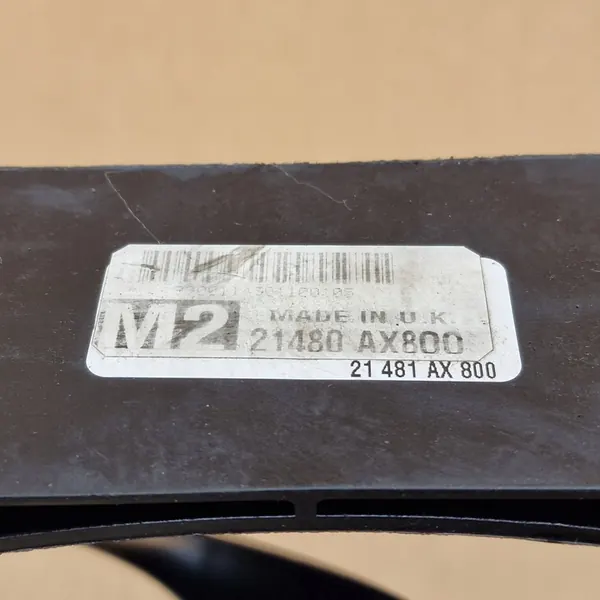 MADE IN U.K.
M2 21480 AX800
21 481 AX 800